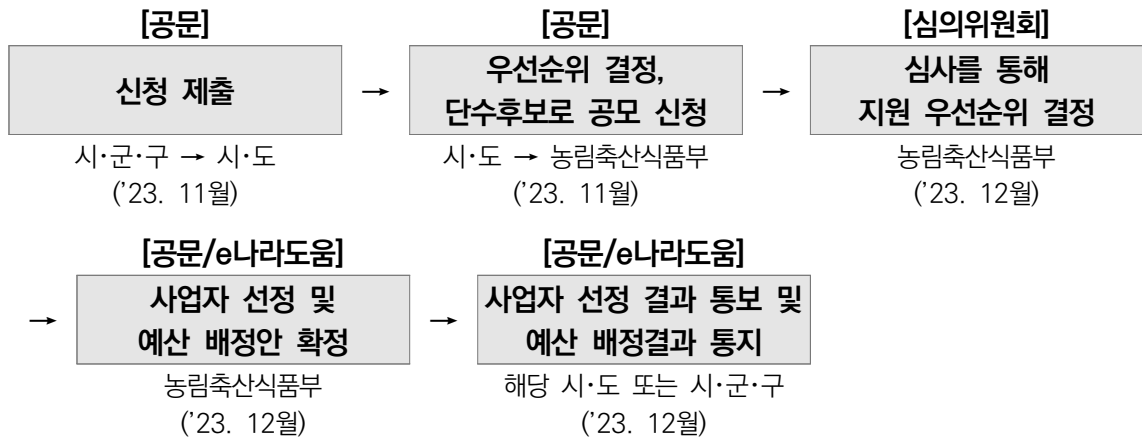 [공문]
신청 제출
시·군·구 → 시·도
(’23. 11월)
→
[공문]
우선순위 결정,
단수후보로 공모 신청
시·도 → 농림축산식품부
(’23. 11월)
→
[심의위원회]
심사를 통해
지원 우선순위 결정
농림축산식품부
(’23. 12월)
→
[공문/e나라도움]
사업자 선정 및
예산 배정안 확정
농림축산식품부
(’23. 12월)
→
[공문/e나라도움]
사업자 선정 결과 통보 및
예산 배정결과 통지
해당 시·도 또는 시·군·구
(’23. 12월)